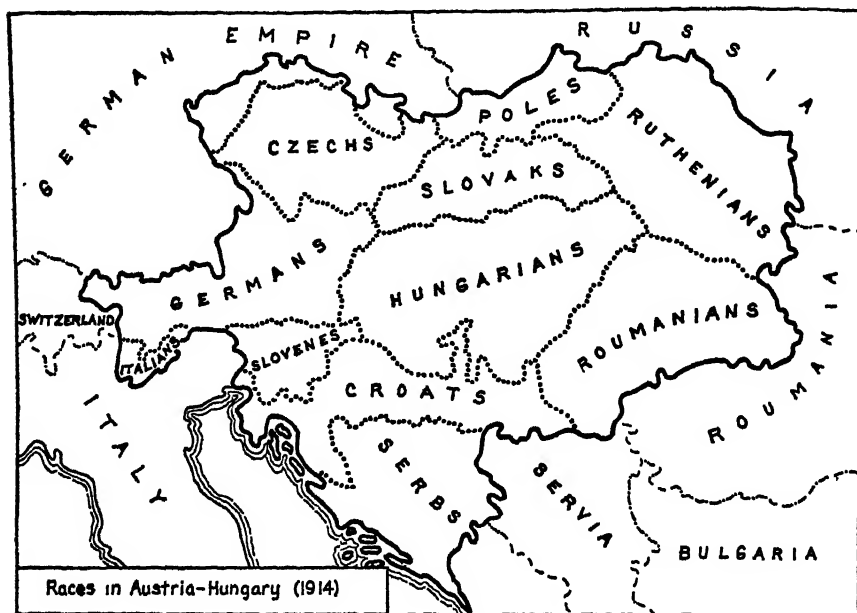 GERMAN EMPIRE
RUSSIA
POLES
CZECHS
RUTHENIANS
SLOVAKS
GERMANS
HUNGARIANS
SWITZERLAND
ITALIANS
SLOVENES
ROUMANIANS
ROUMANIA
CROATS
ITALY
SERBS
SERVIA
BULGARIA
Races in Austria-Hungary (1914)